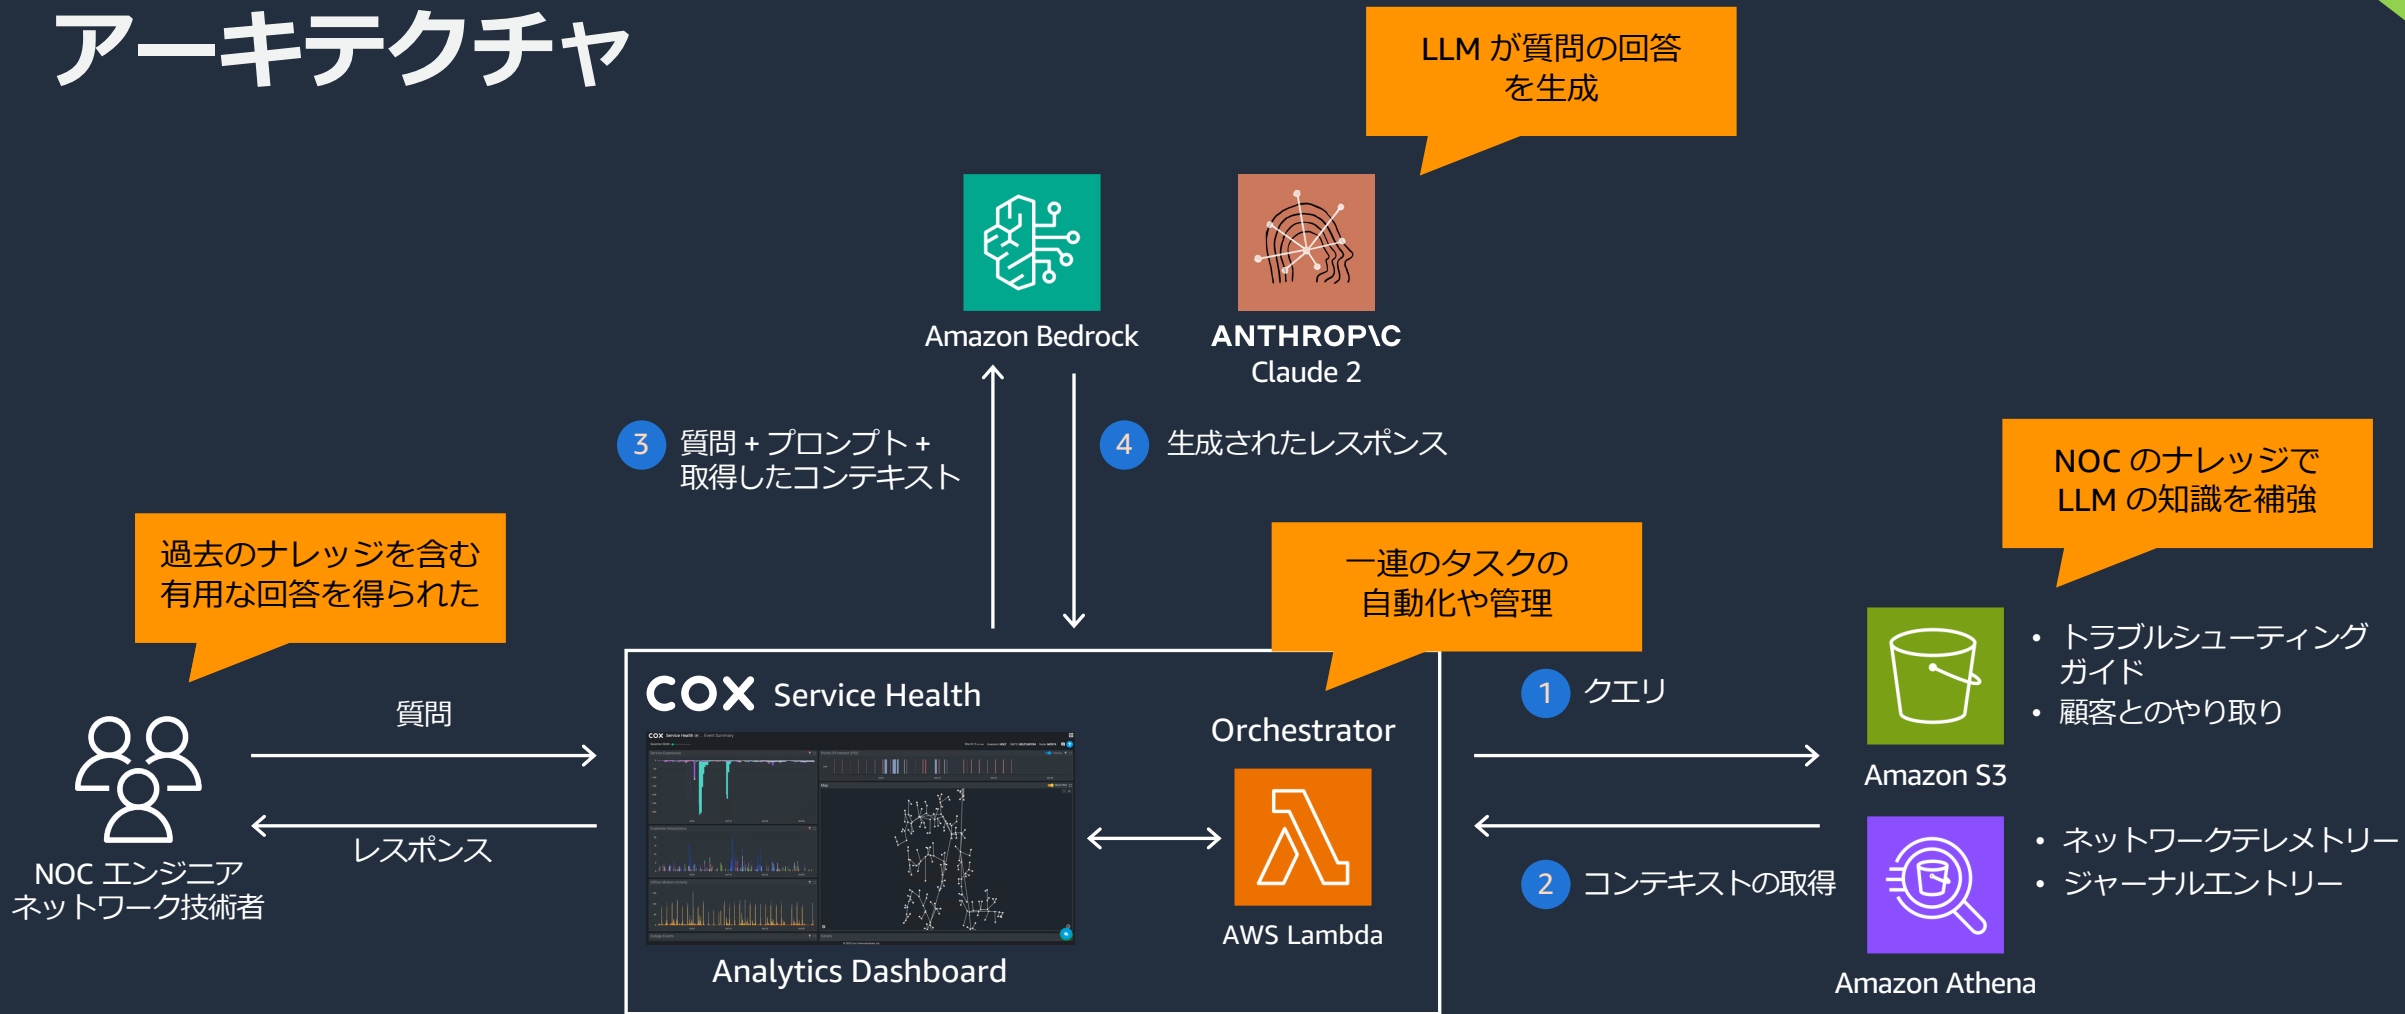 アーキテクチャ
LLM が質問の回答
を生成
Amazon Bedrock
ANTHROP\C
Claude 2
3 質問 + プロンプト +
取得したコンテキスト
4 生成されたレスポンス
NOC のナレッジで
LLM の知識を補強
過去のナレッジを含む
有用な回答を得られた
一連のタスクの
自動化や管理
質問
レスポンス
NOC エンジニア
ネットワーク技術者
COX Service Health
Orchestrator
AWS Lambda
Analytics Dashboard
1 クエリ
2 コンテキストの取得
• トラブルシューティング
ガイド
• 顧客とのやり取り
Amazon S3
• ネットワークテレメトリー
• ジャーナルエントリー
Amazon Athena